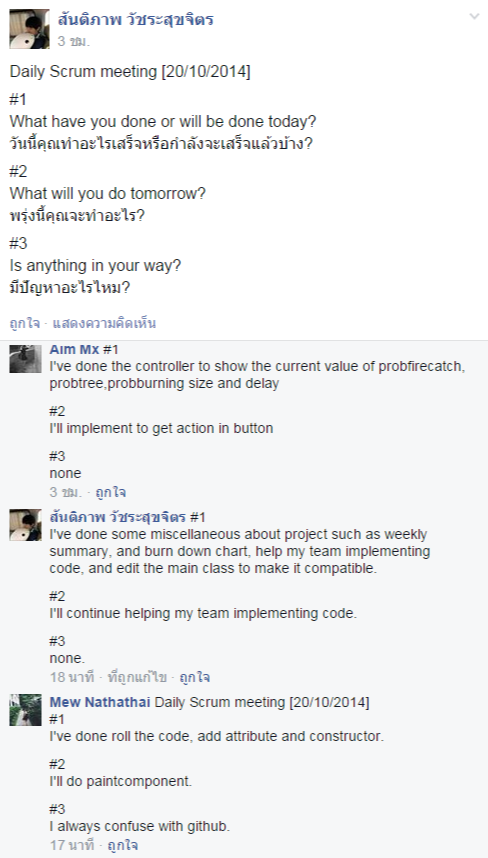 สันติภาพ วัชระสุขจิตร
3 ชม.
Daily Scrum meeting [20/10/2014]
#1
What have you done or will be done today?
วันนี้คุณทำอะไรเสร็จหรือกำลังจะเสร็จแล้วบ้าง?
#2
What will you do tomorrow?
พรุ่งนี้คุณจะทำอะไร?
#3
Is anything in your way?
มีปัญหาอะไรไหม?
ถูกใจ · แสดงความคิดเห็น
Aim Mx #1
I've done the controller to show the current value of probfirecatch,
probtree,probburning size and delay
#2
I'll implement to get action in button
#3
none
3 ชม. · ถูกใจ
สันติภาพ วัชระสุขจิตร #1
I've done some miscellaneous about project such as weekly
summary, and burn down chart, help my team implementing
code, and edit the main class to make it compatible.
#2
I'll continue helping my team implementing code.
#3
none.
18 นาที · ที่ถูกแก้ไข · ถูกใจ
Mew Nathathai Daily Scrum meeting [20/10/2014]
#1
I've done roll the code, add attribute and constructor.
#2
I'll do paintcomponent.
#3
I always confuse with github.
17 นาที · ถูกใจ